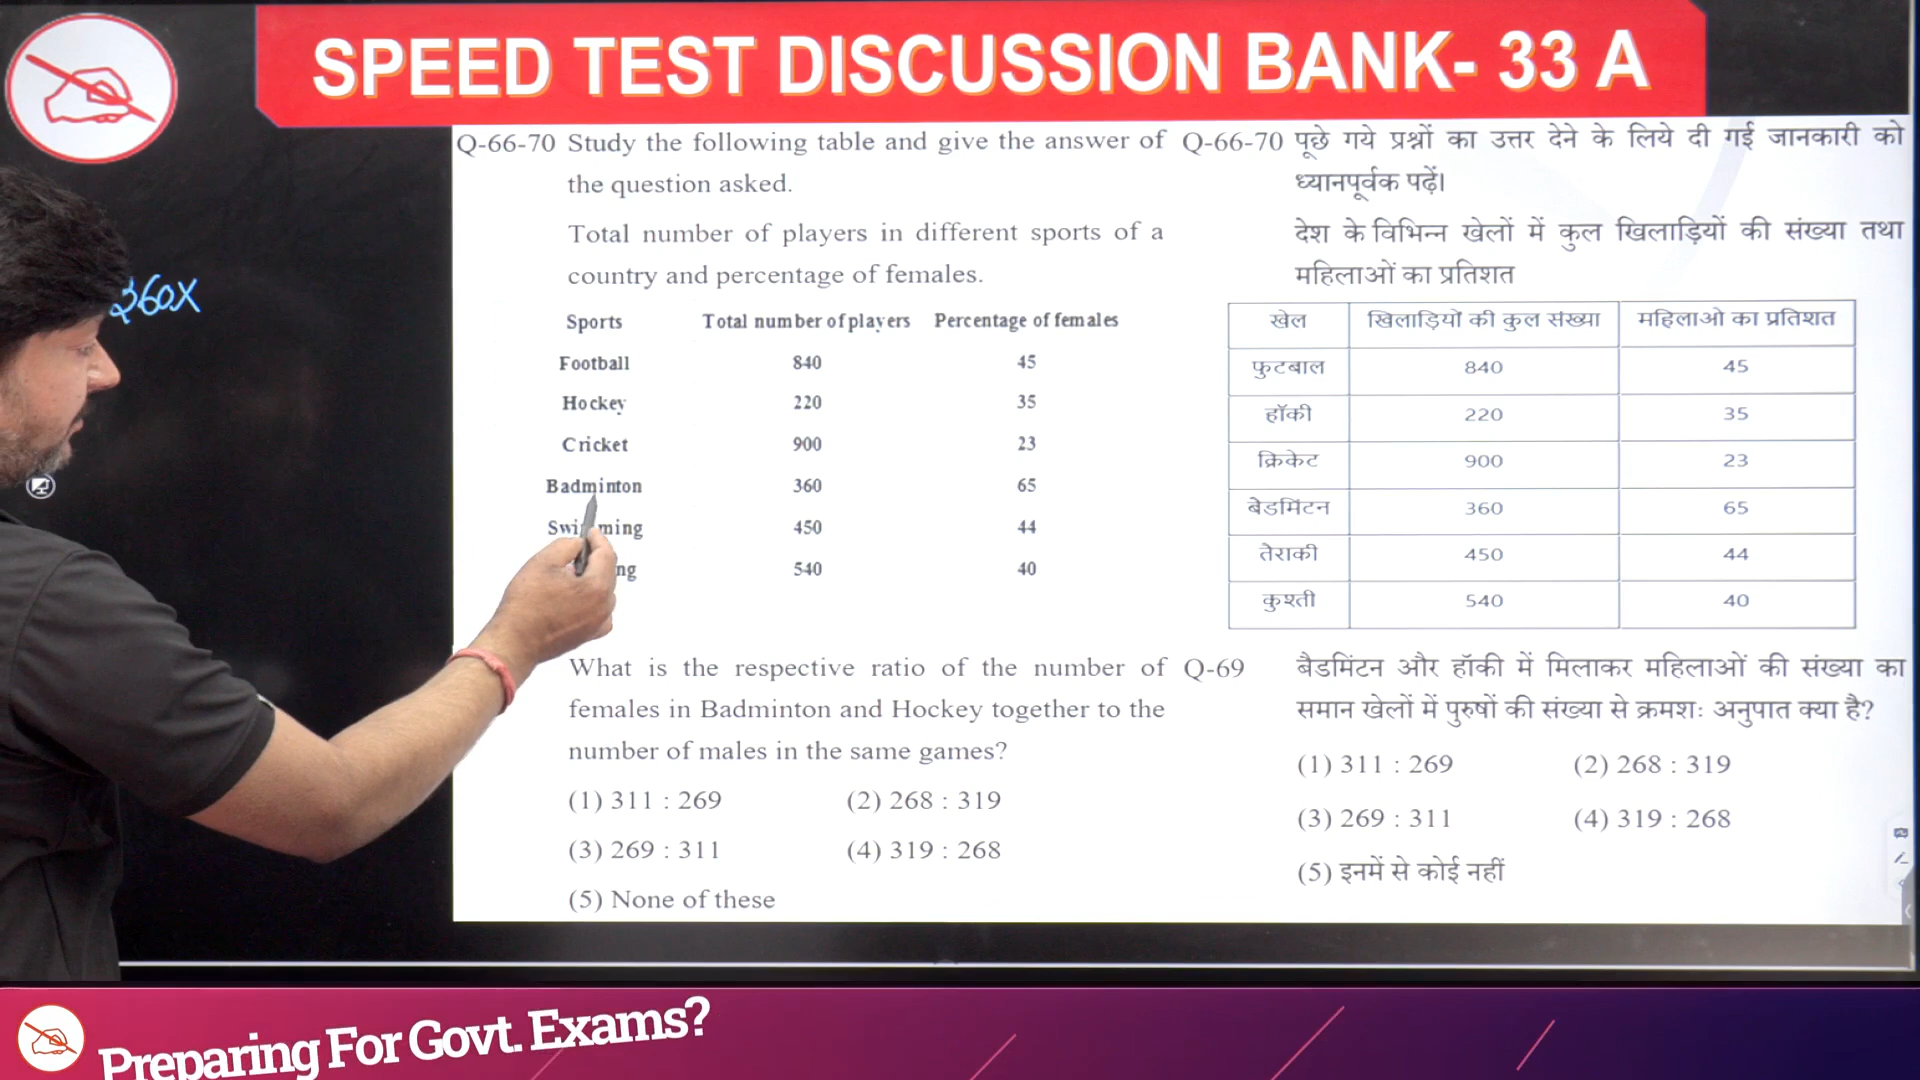 SPEED TEST DISCUSSION BANK- 33 A
Q-66-70 Study the following table and give the answer of
the question asked.
Total number of players in different sports of a
country and percentage of females.
Sports Total number of players Percentage of females
Football 840 45
Hockey 220 35
Cricket 900 23
Badminton 360 65
Swi ming 450 44
ng 540 40
What is the respective ratio of the number of
females in Badminton and Hockey together to the
number of males in the same games?
(1) 311 : 269 (2) 268 : 319
(3) 269 : 311 (4) 319 : 268
(5) None of these
Q-66-70 पूछे गये प्रश्नों का उत्तर देने के लिये दी गई जानकारी को
ध्यानपूर्वक पढ़ें।
देश के विभिन्न खेलों में कुल खिलाड़ियों की संख्या तथा
महिलाओं का प्रतिशत
खेल खिलाड़ियों की कुल संख्या महिलाओ का प्रतिशत
फुटबाल 840 45
हॉकी 220 35
क्रिकेट 900 23
बेडमिंटन 360 65
तेराकी 450 44
कुश्ती 540 40
Q-69 बैडमिंटन और हॉकी में मिलाकर महिलाओं की संख्या का
समान खेलों में पुरुषों की संख्या से क्रमशः अनुपात क्या है?
(1) 311 : 269 (2) 268 : 319
(3) 269 : 311 (4) 319 : 268
(5) इनमें से कोई नहीं
360x
Preparing For Govt. Exams?